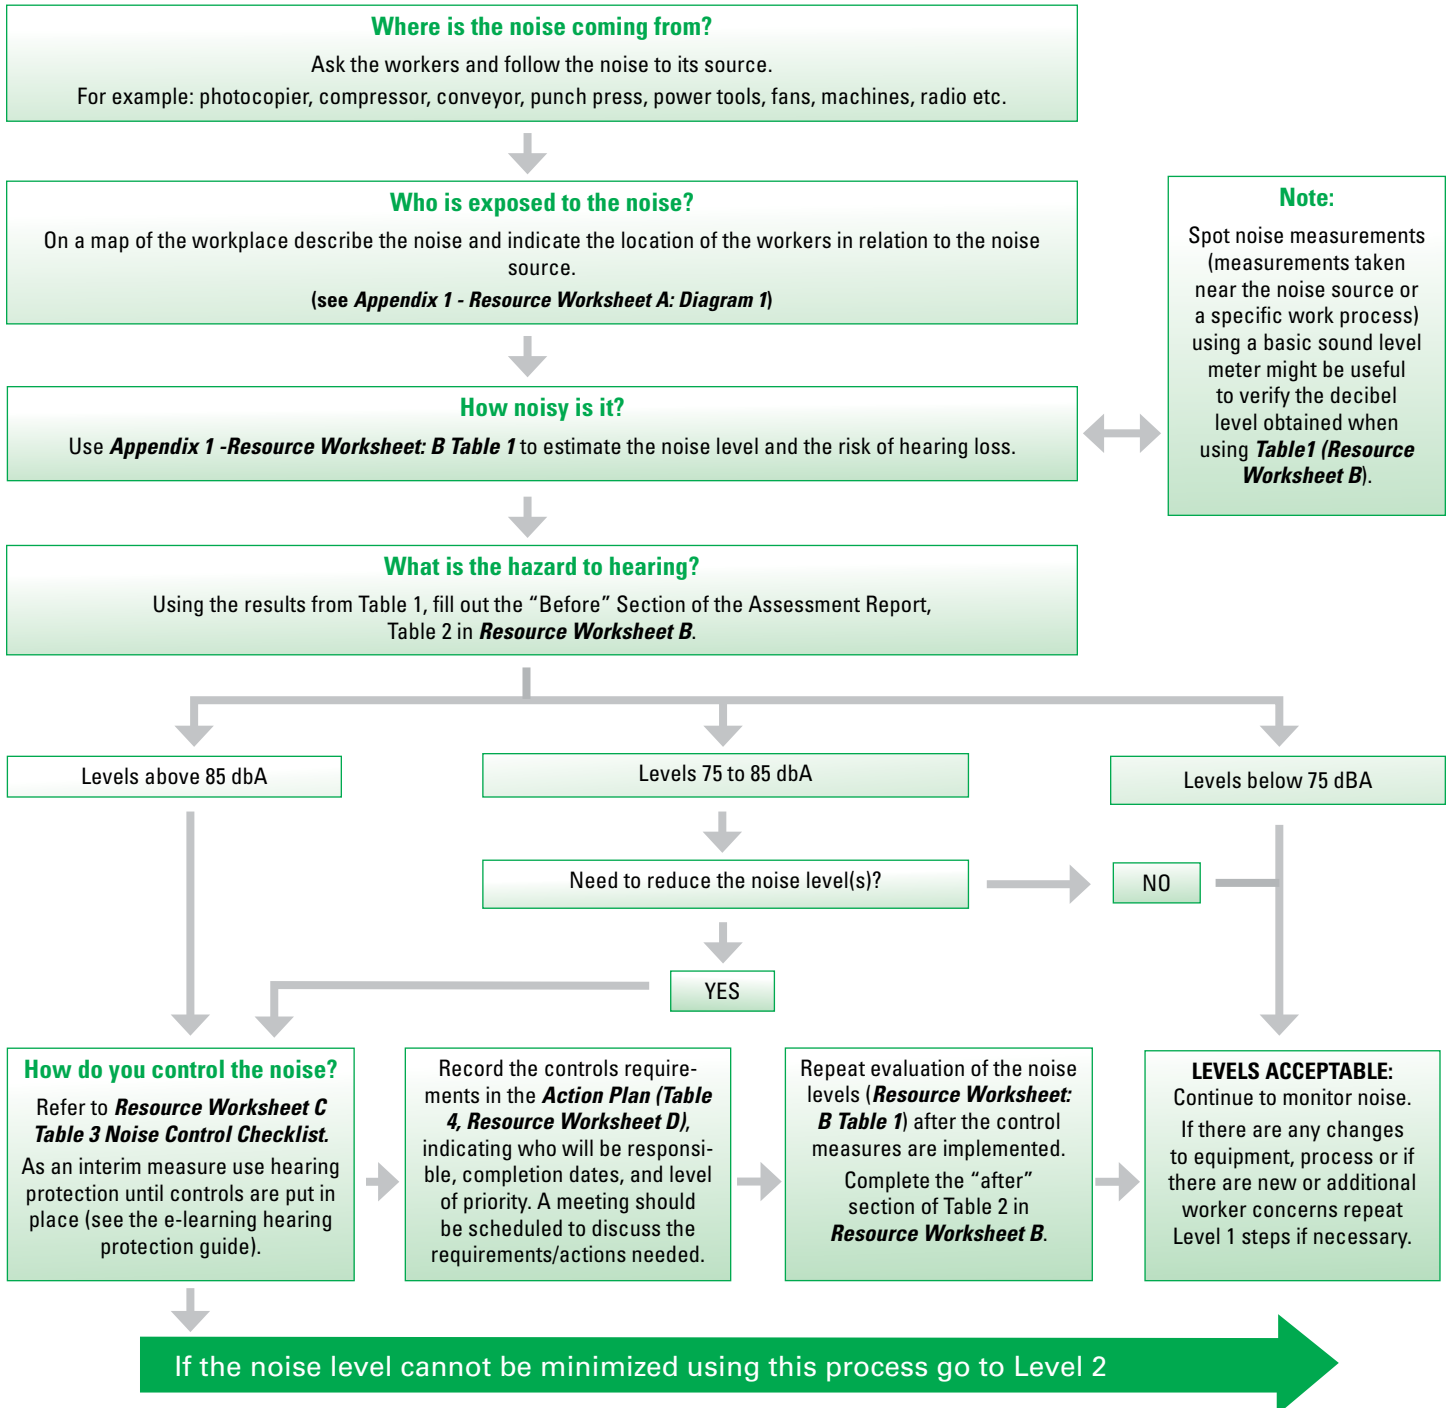 Where is the noise coming from?
Ask the workers and follow the noise to its source.
For example: photocopier, compressor, conveyor, punch press, power tools, fans, machines, radio etc.
Who is exposed to the noise?
On a map of the workplace describe the noise and indicate the location of the workers in relation to the noise
source.
(see Appendix 1 - Resource Worksheet A: Diagram 1)
Note:
Spot noise measurements
(measurements taken
near the noise source or
a specific work process)
using a basic sound level
meter might be useful
to verify the decibel
level obtained when
using Table1 (Resource
Worksheet B).
How noisy is it?
Use Appendix 1 -Resource Worksheet: B Table 1 to estimate the noise level and the risk of hearing loss.
What is the hazard to hearing?
Using the results from Table 1, fill out the “Before” Section of the Assessment Report,
Table 2 in Resource Worksheet B.
Levels above 85 dbA
Levels 75 to 85 dbA
Levels below 75 dBA
Need to reduce the noise level(s)?
NO
YES
How do you control the noise?
Refer to Resource Worksheet C
Table 3 Noise Control Checklist.
As an interim measure use hearing
protection until controls are put in
place (see the e-learning hearing
protection guide).
Record the controls require-
ments in the Action Plan (Table
4, Resource Worksheet D),
indicating who will be responsi-
ble, completion dates, and level
of priority. A meeting should
be scheduled to discuss the
requirements/actions needed.
Repeat evaluation of the noise
levels (Resource Worksheet:
B Table 1) after the control
measures are implemented.
Complete the “after”
section of Table 2 in
Resource Worksheet B.
LEVELS ACCEPTABLE:
Continue to monitor noise.
If there are any changes
to equipment, process or if
there are new or additional
worker concerns repeat
Level 1 steps if necessary.
If the noise level cannot be minimized using this process go to Level 2